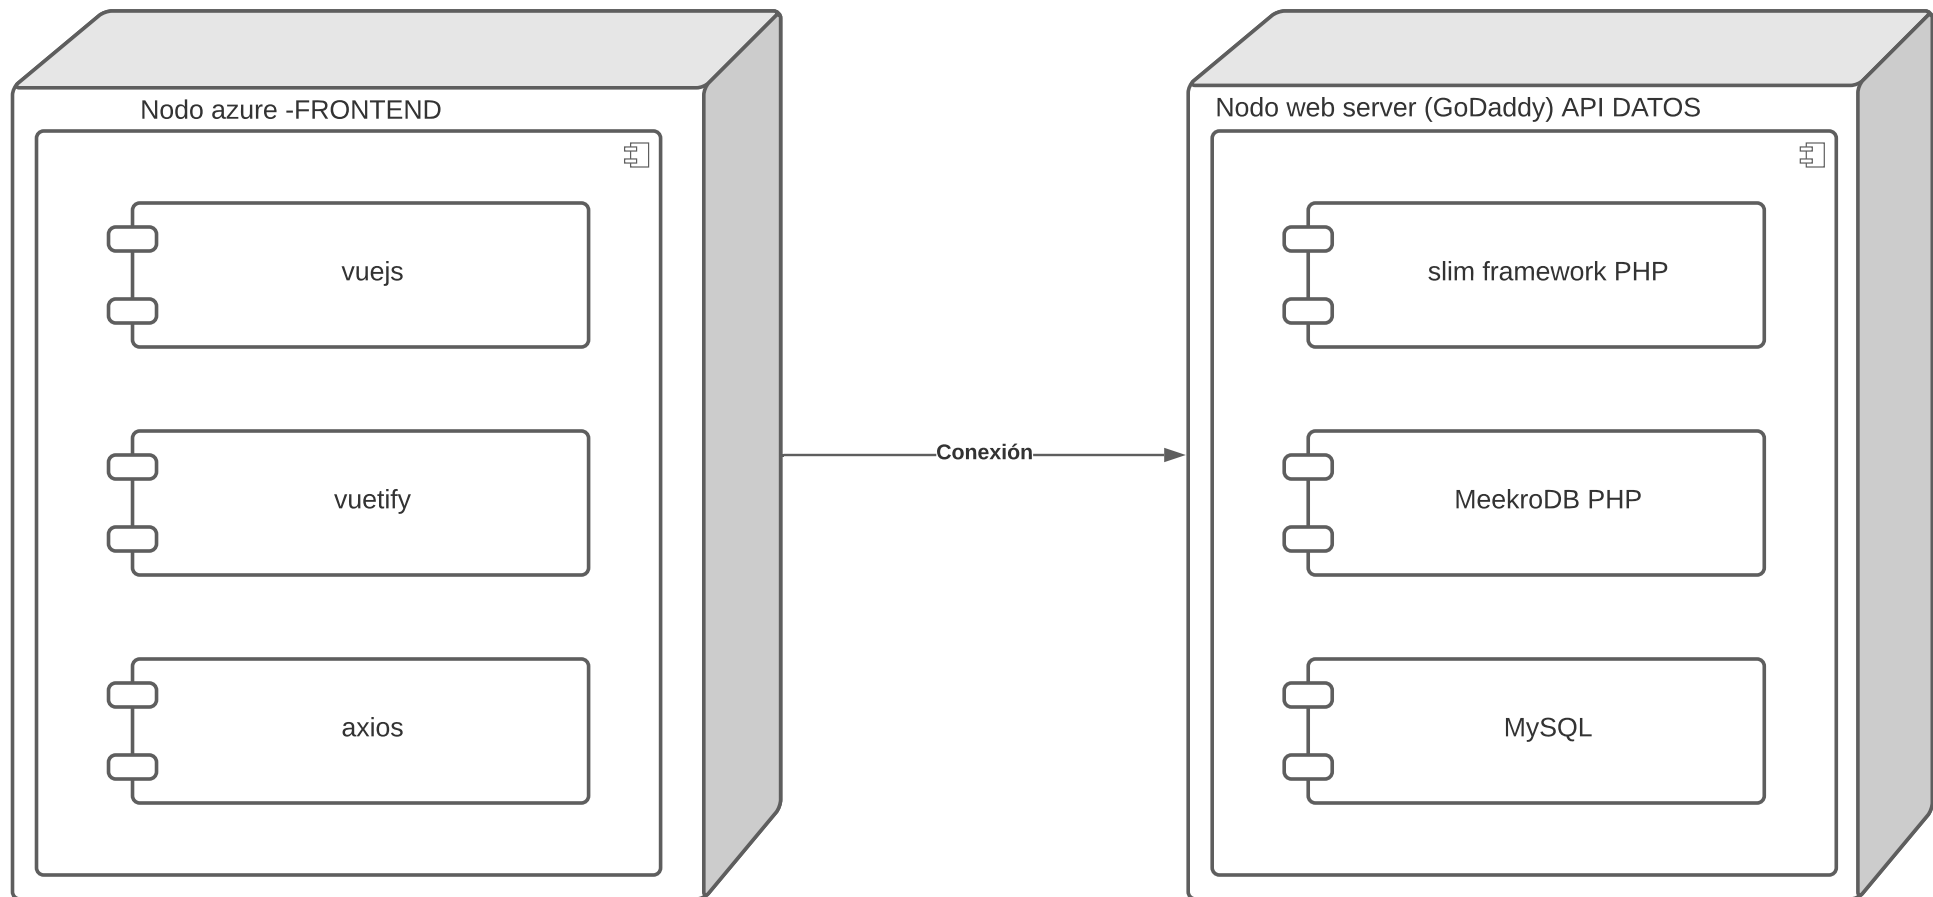 Nodo azure -FRONTEND
vuejs
vuetify
axios
Conexión
Nodo web server (GoDaddy) API DATOS
slim framework PHP
MeekroDB PHP
MySQL